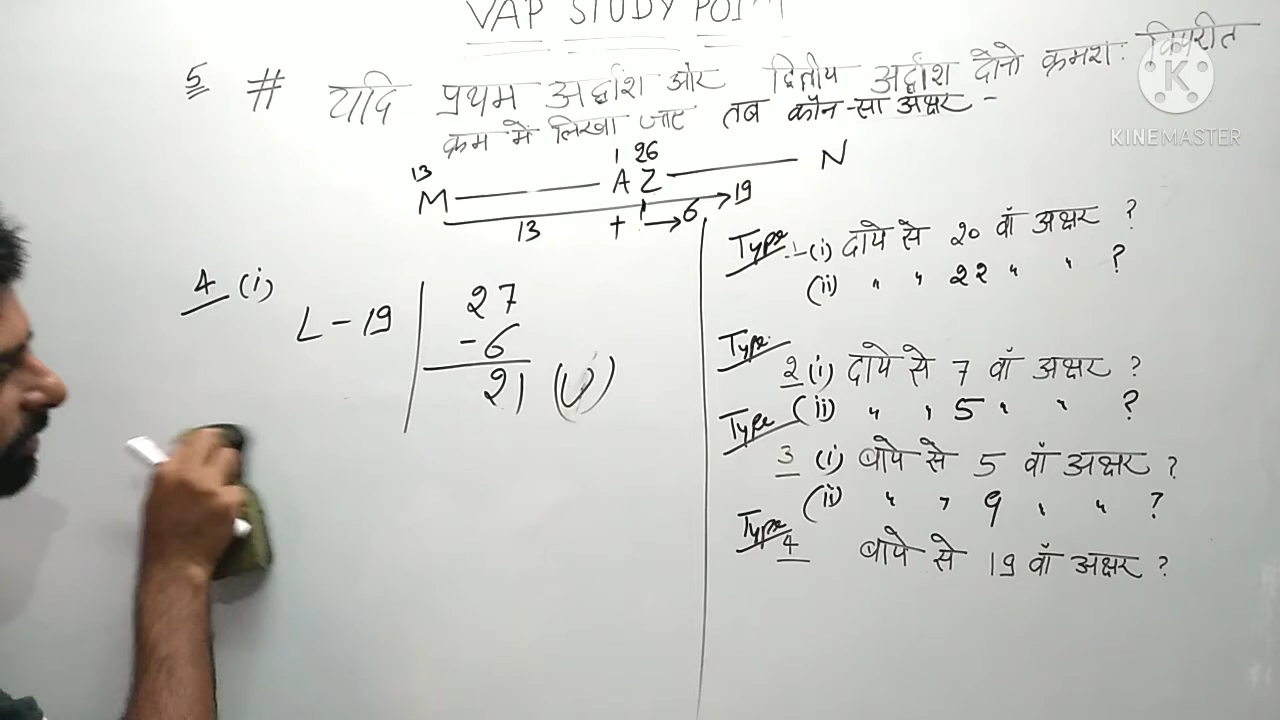 VAP STUDY POINT
5 # यदि प्रथम अर्द्धांश और द्वितीय अर्द्धांश दोनो क्रमशः विपरीत
क्रम में लिखा जाए तब कौन-सा अक्षर -
13 1 26
M A Z N
13 + 1 → 6 19
4 (i)
L - 19 27
- 6
21 (U)
Type
1 (i) दायें से 20 वाँ अक्षर ?
(ii) " " 22 " " ?
Type
2 (i) दायें से 7 वाँ अक्षर ?
(ii) " " 5 " " ?
Type
3 (i) बायें से 5 वाँ अक्षर ?
(ii) " " 9 " " ?
Type
4 बायें से 19 वाँ अक्षर ?
K
KINEMASTER